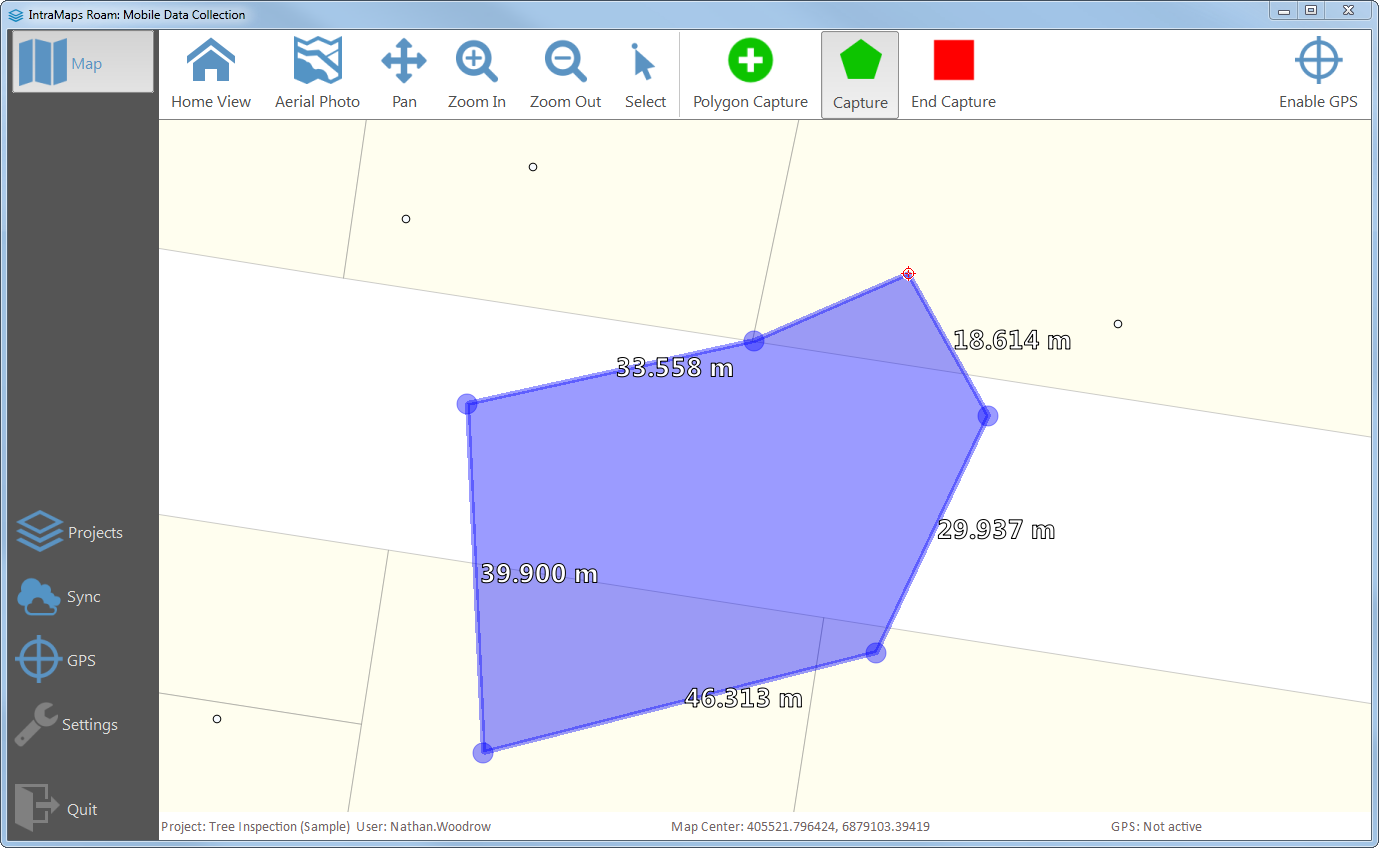 IntraMaps Roam: Mobile Data Collection
Map
Home View
Aerial Photo
Pan
Zoom In
Zoom Out
Select
Polygon Capture
Capture
End Capture
Enable GPS
18.614 m
33.558 m
29.937 m
39.900 m
46.313 m
Projects
Sync
GPS
Settings
Quit
Project: Tree Inspection (Sample) User: Nathan.Woodrow
Map Center: 405521.796424, 6879103.39419
GPS: Not active